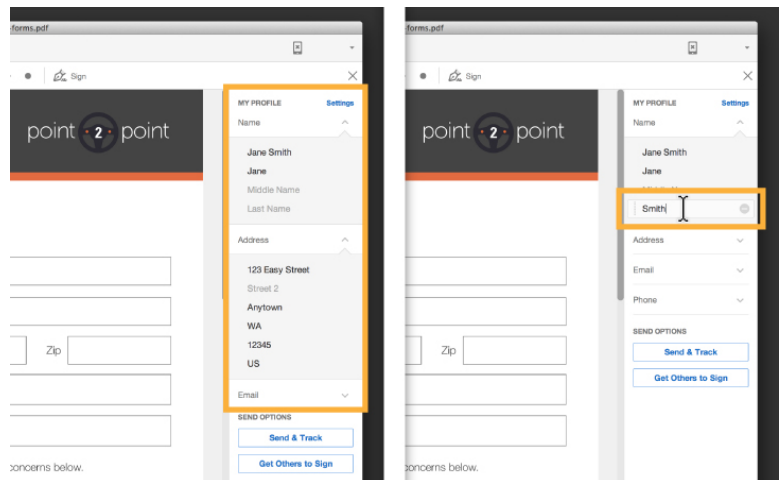 forms.pdf
Sign
MY PROFILE Settings
Name
point 2 point
Jane Smith
Jane
Middle Name
Last Name
Address
123 Easy Street
Street 2
Anytown
WA
Zip
12345
US
Email
SEND OPTIONS
Send & Track
Get Others to Sign
concerns below.
forms.pdf
Sign
MY PROFILE Settings
Name
point 2 point
Jane Smith
Jane
Smith
Address
Email
Phone
SEND OPTIONS
Zip
Send & Track
Get Others to Sign
concerns below.